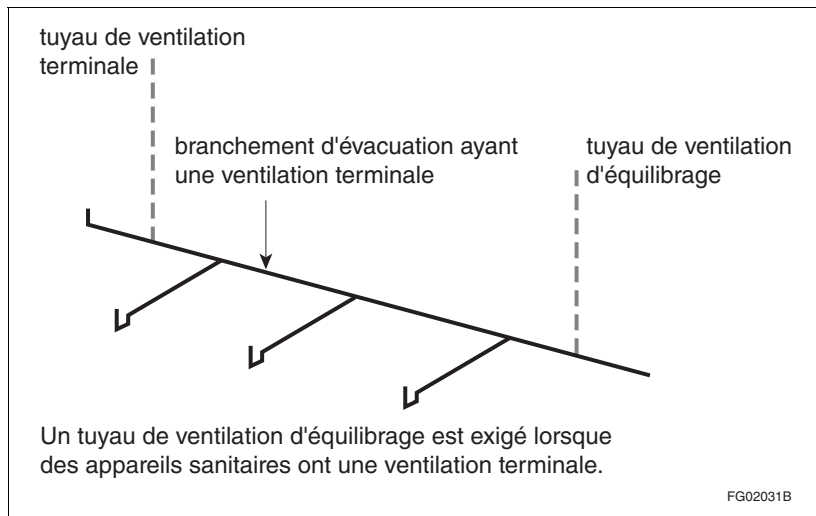 tuyau de ventilation
terminale
branchement d'évacuation ayant
une ventilation terminale
tuyau de ventilation
d'équilibrage
Un tuyau de ventilation d'équilibrage est exigé lorsque
des appareils sanitaires ont une ventilation terminale.
FG02031B